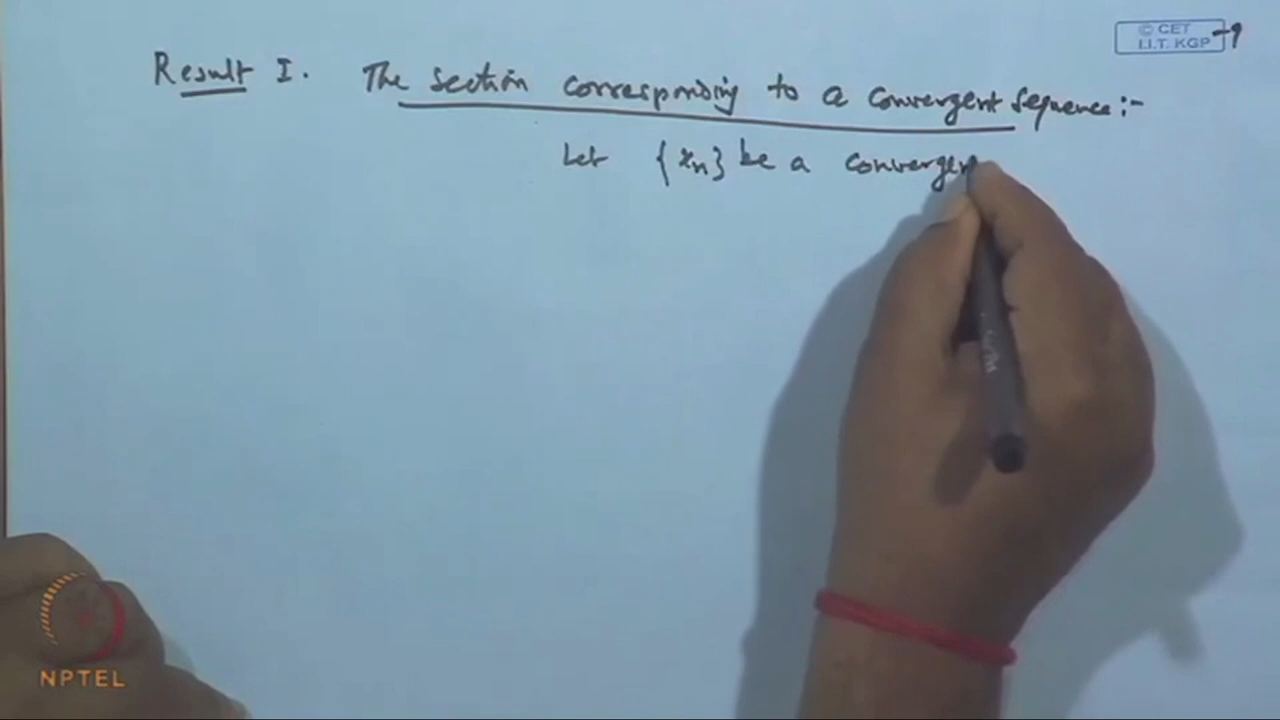 © CET
I.I.T. KGP
Result I. The section corresponding to a convergent sequence:-
Let {xn} be a convergen
NPTEL